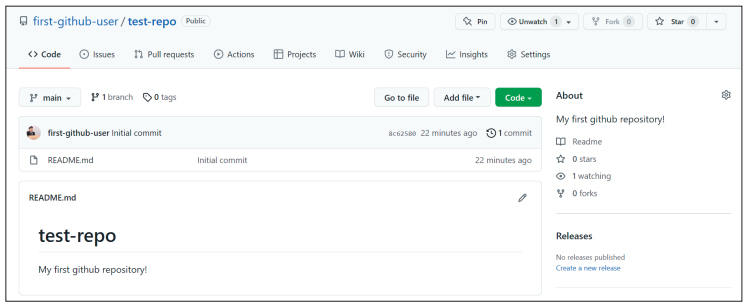 first-github-user / test-repo Public
Pin
Unwatch 1
Fork 0
Star 0
Code Issues Pull requests Actions Projects Wiki Security Insights Settings
main 1 branch 0 tags Go to file Add file Code
first-github-user Initial commit 8c62580 22 minutes ago 1 commit
README.md Initial commit 22 minutes ago
README.md
test-repo
My first github repository!
About
My first github repository!
Readme
0 stars
1 watching
0 forks
Releases
No releases published
Create a new release